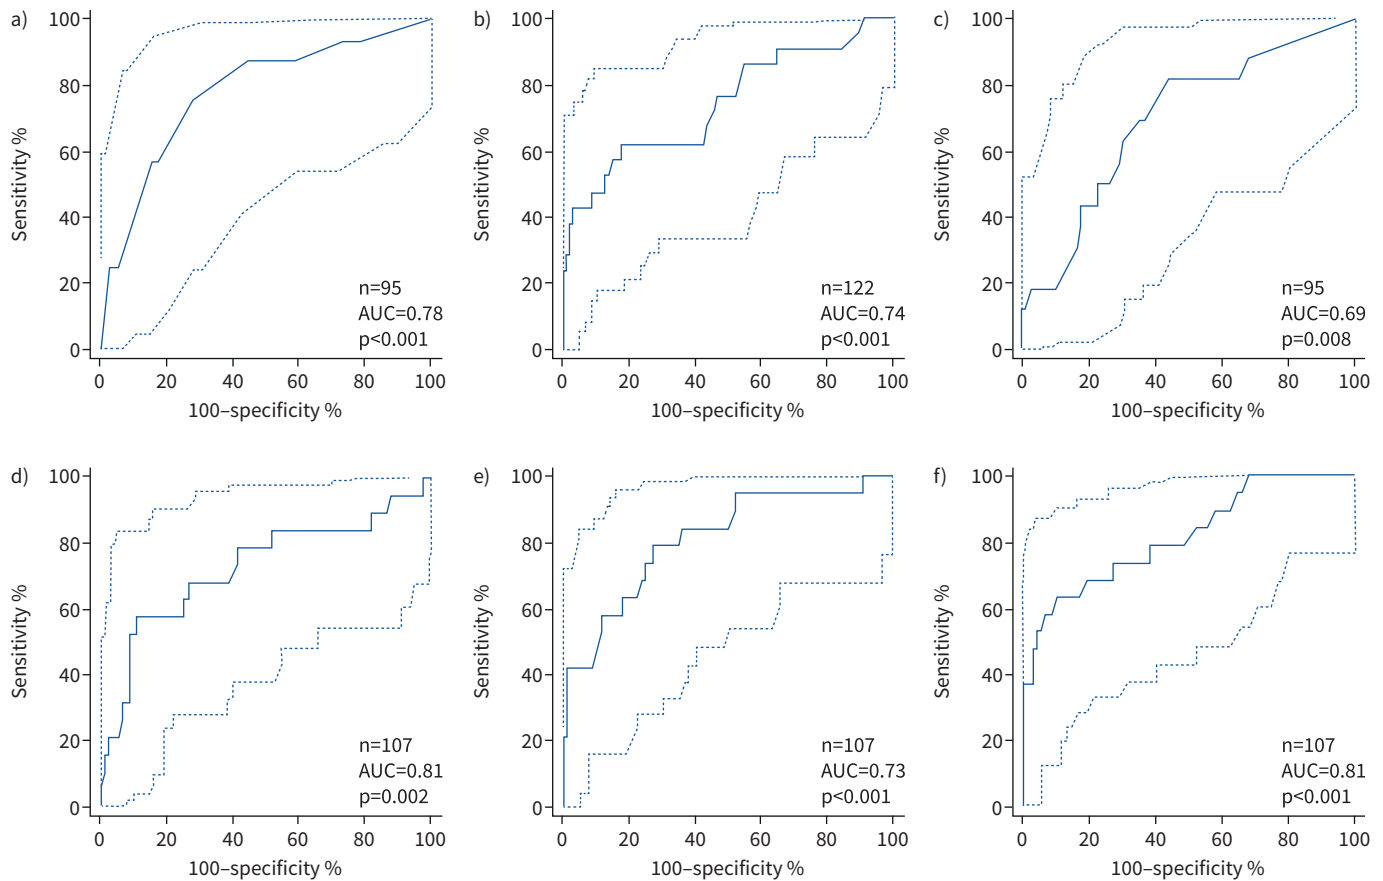 a)
100
80
60
40
20
0
Sensitivity %
n=95
AUC=0.78
p<0.001
0 20 40 60 80 100
100–specificity %
b)
100
80
60
40
20
0
Sensitivity %
n=122
AUC=0.74
p<0.001
0 20 40 60 80 100
100–specificity %
c)
100
80
60
40
20
0
Sensitivity %
n=95
AUC=0.69
p=0.008
0 20 40 60 80 100
100–specificity %
d)
100
80
60
40
20
0
Sensitivity %
n=107
AUC=0.81
p=0.002
0 20 40 60 80 100
100–specificity %
e)
100
80
60
40
20
0
Sensitivity %
n=107
AUC=0.73
p<0.001
0 20 40 60 80 100
100–specificity %
f)
100
80
60
40
20
0
Sensitivity %
n=107
AUC=0.81
p<0.001
0 20 40 60 80 100
100–specificity %